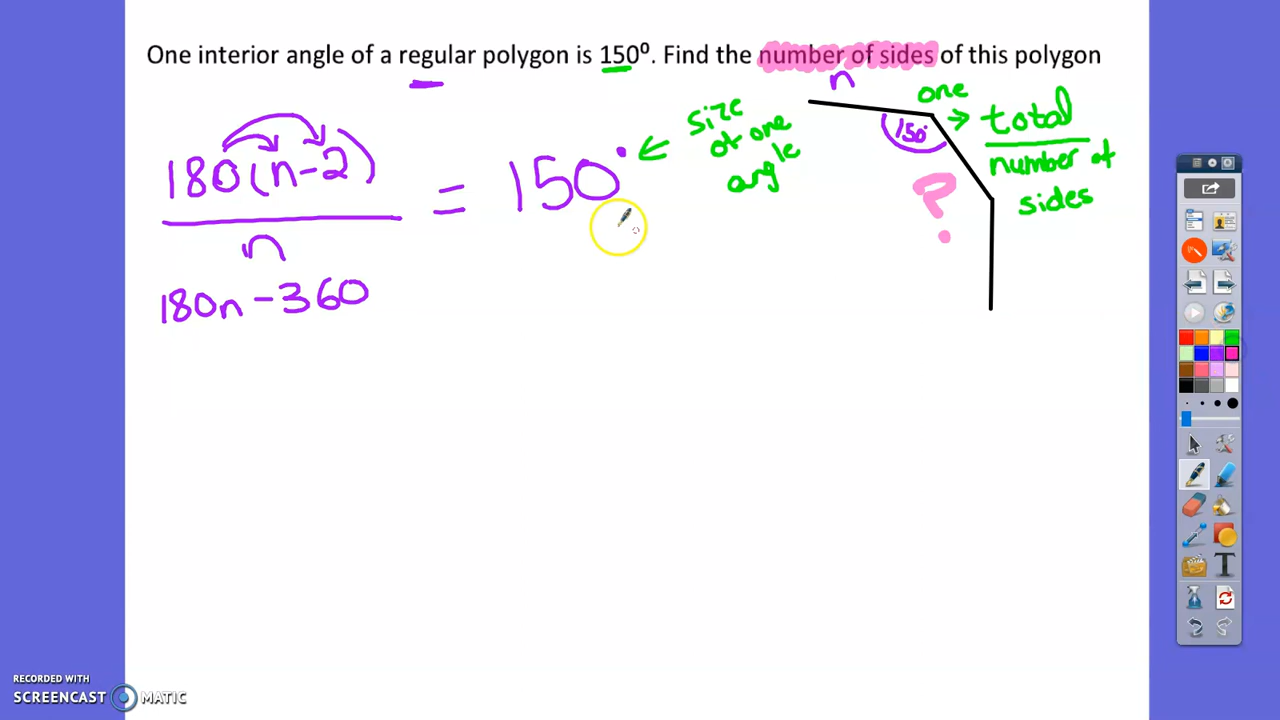 One interior angle of a regular polygon is 150⁰. Find the number of sides of this polygon
n
180(n-2)
n
= 150°
180n - 360
← size
of one
angle
one
→ total
number of
sides
150°
?
T
RECORDED WITH
SCREENCAST MATIC